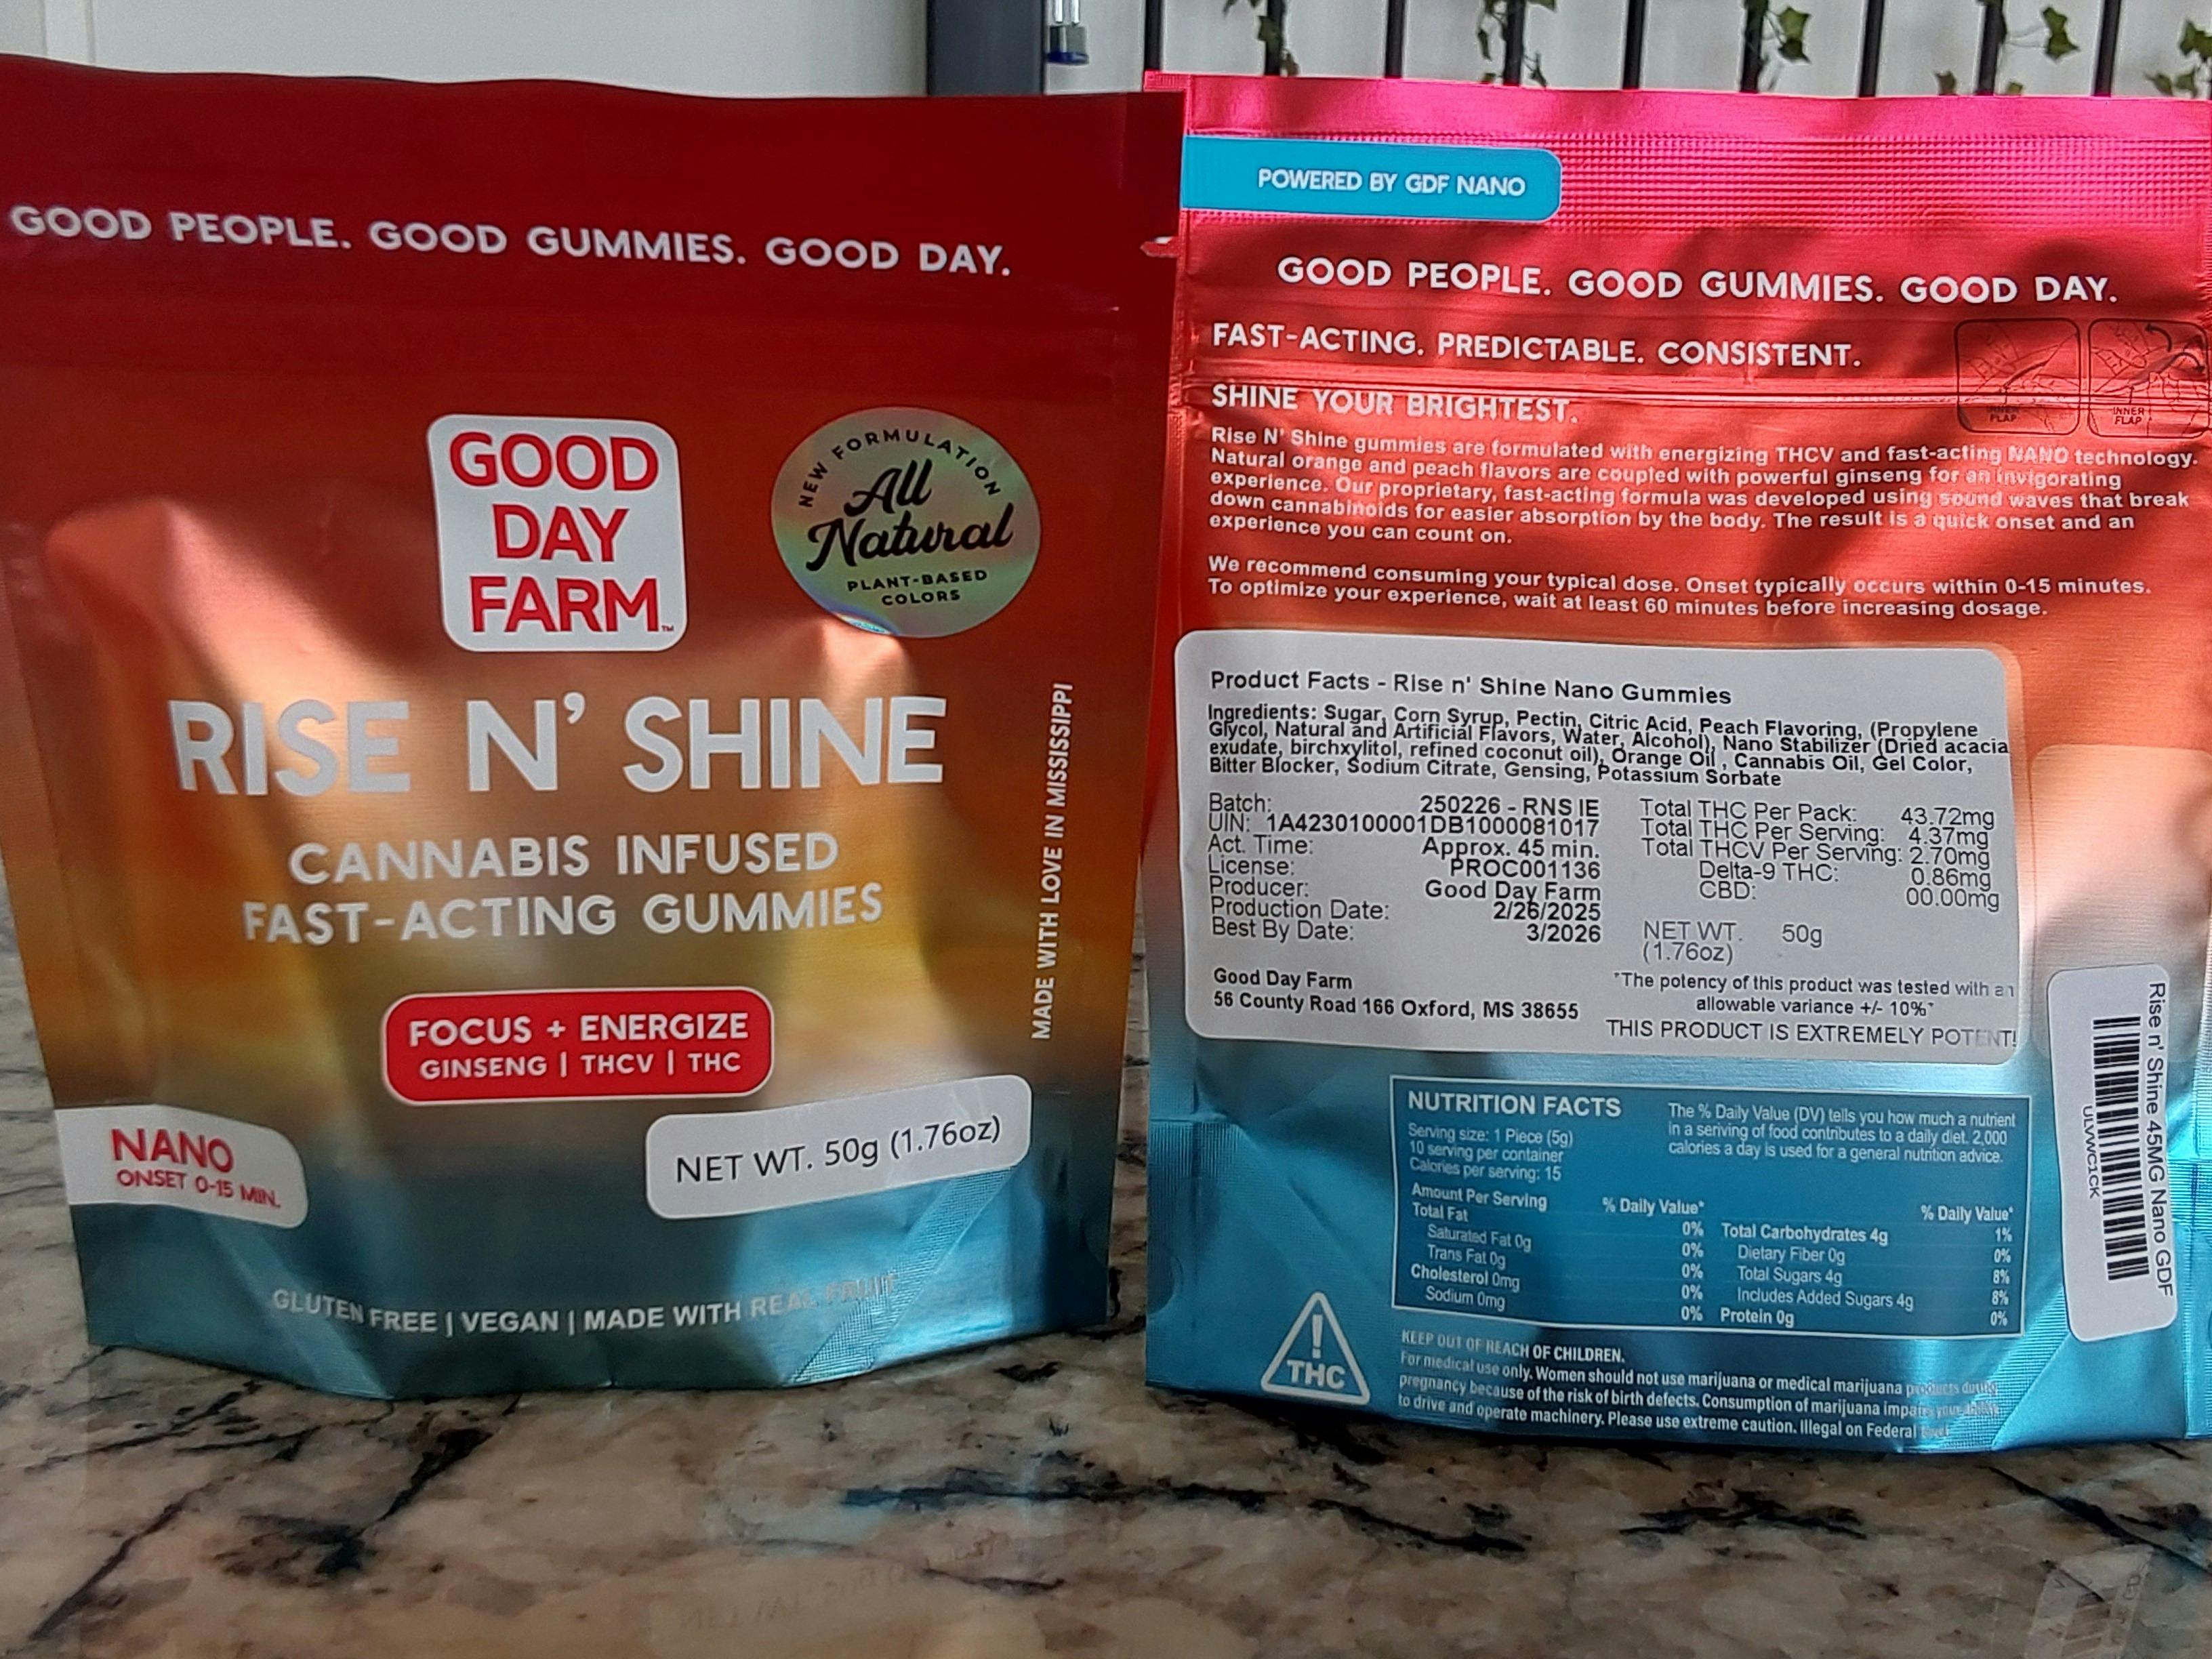 GOOD PEOPLE. GOOD GUMMIES. GOOD DAY.
GOOD
DAY
FARM™
NEW FORMULATION
All
Natural
PLANT-BASED
COLORS
RISE N' SHINE
CANNABIS INFUSED
FAST-ACTING GUMMIES
MADE WITH LOVE IN MISSISSIPPI
FOCUS + ENERGIZE
GINSENG | THCV | THC
NANO
ONSET 0-15 MIN.
NET WT. 50g (1.76oz)
GLUTEN FREE | VEGAN | MADE WITH REAL FRUIT
POWERED BY GDF NANO
GOOD PEOPLE. GOOD GUMMIES. GOOD DAY.
FAST-ACTING. PREDICTABLE. CONSISTENT.
INNER
FLAP
INNER
FLAP
SHINE YOUR BRIGHTEST.
Rise N' Shine gummies are formulated with energizing THCV and fast-acting NANO technology.
Natural orange and peach flavors are coupled with powerful ginseng for an invigorating
experience. Our proprietary, fast-acting formula was developed using sound waves that break
down cannabinoids for easier absorption by the body. The result is a quick onset and an
experience you can count on.
We recommend consuming your typical dose. Onset typically occurs within 0-15 minutes.
To optimize your experience, wait at least 60 minutes before increasing dosage.
Product Facts - Rise n' Shine Nano Gummies
Ingredients: Sugar, Corn Syrup, Pectin, Citric Acid, Peach Flavoring, (Propylene
Glycol, Natural and Artificial Flavors, Water, Alcohol), Nano Stabilizer (Dried acacia
exudate, birchxylitol, refined coconut oil), Orange Oil , Cannabis Oil, Gel Color,
Bitter Blocker, Sodium Citrate, Gensing, Potassium Sorbate
Batch: 250226 - RNS IE
UIN: 1A4230100001DB1000081017
Act. Time: Approx. 45 min.
License: PROC001136
Producer: Good Day Farm
Production Date: 2/26/2025
Best By Date: 3/2026
Total THC Per Pack: 43.72mg
Total THC Per Serving: 4.37mg
Total THCV Per Serving: 2.70mg
Delta-9 THC: 0.86mg
CBD: 00.00mg
NET WT. 50g
(1.76oz)
Good Day Farm
56 County Road 166 Oxford, MS 38655
*The potency of this product was tested with an
allowable variance +/- 10%*
THIS PRODUCT IS EXTREMELY POTENT!
Rise n' Shine 45MG Nano GDF
ULVWC1CK
NUTRITION FACTS
Serving size: 1 Piece (5g)
10 serving per container
Calories per serving: 15
The % Daily Value (DV) tells you how much a nutrient
in a seriving of food contributes to a daily diet. 2,000
calories a day is used for a general nutrition advice.
Amount Per Serving % Daily Value* % Daily Value*
Total Fat 0% Total Carbohydrates 4g 1%
Saturated Fat 0g 0% Dietary Fiber 0g 0%
Trans Fat 0g 0% Total Sugars 4g 8%
Cholesterol 0mg 0% Includes Added Sugars 4g 8%
Sodium 0mg 0% Protein 0g 0%
!
THC
KEEP OUT OF REACH OF CHILDREN.
For medical use only. Women should not use marijuana or medical marijuana products during
pregnancy because of the risk of birth defects. Consumption of marijuana impairs your ability
to drive and operate machinery. Please use extreme caution. Illegal on Federal